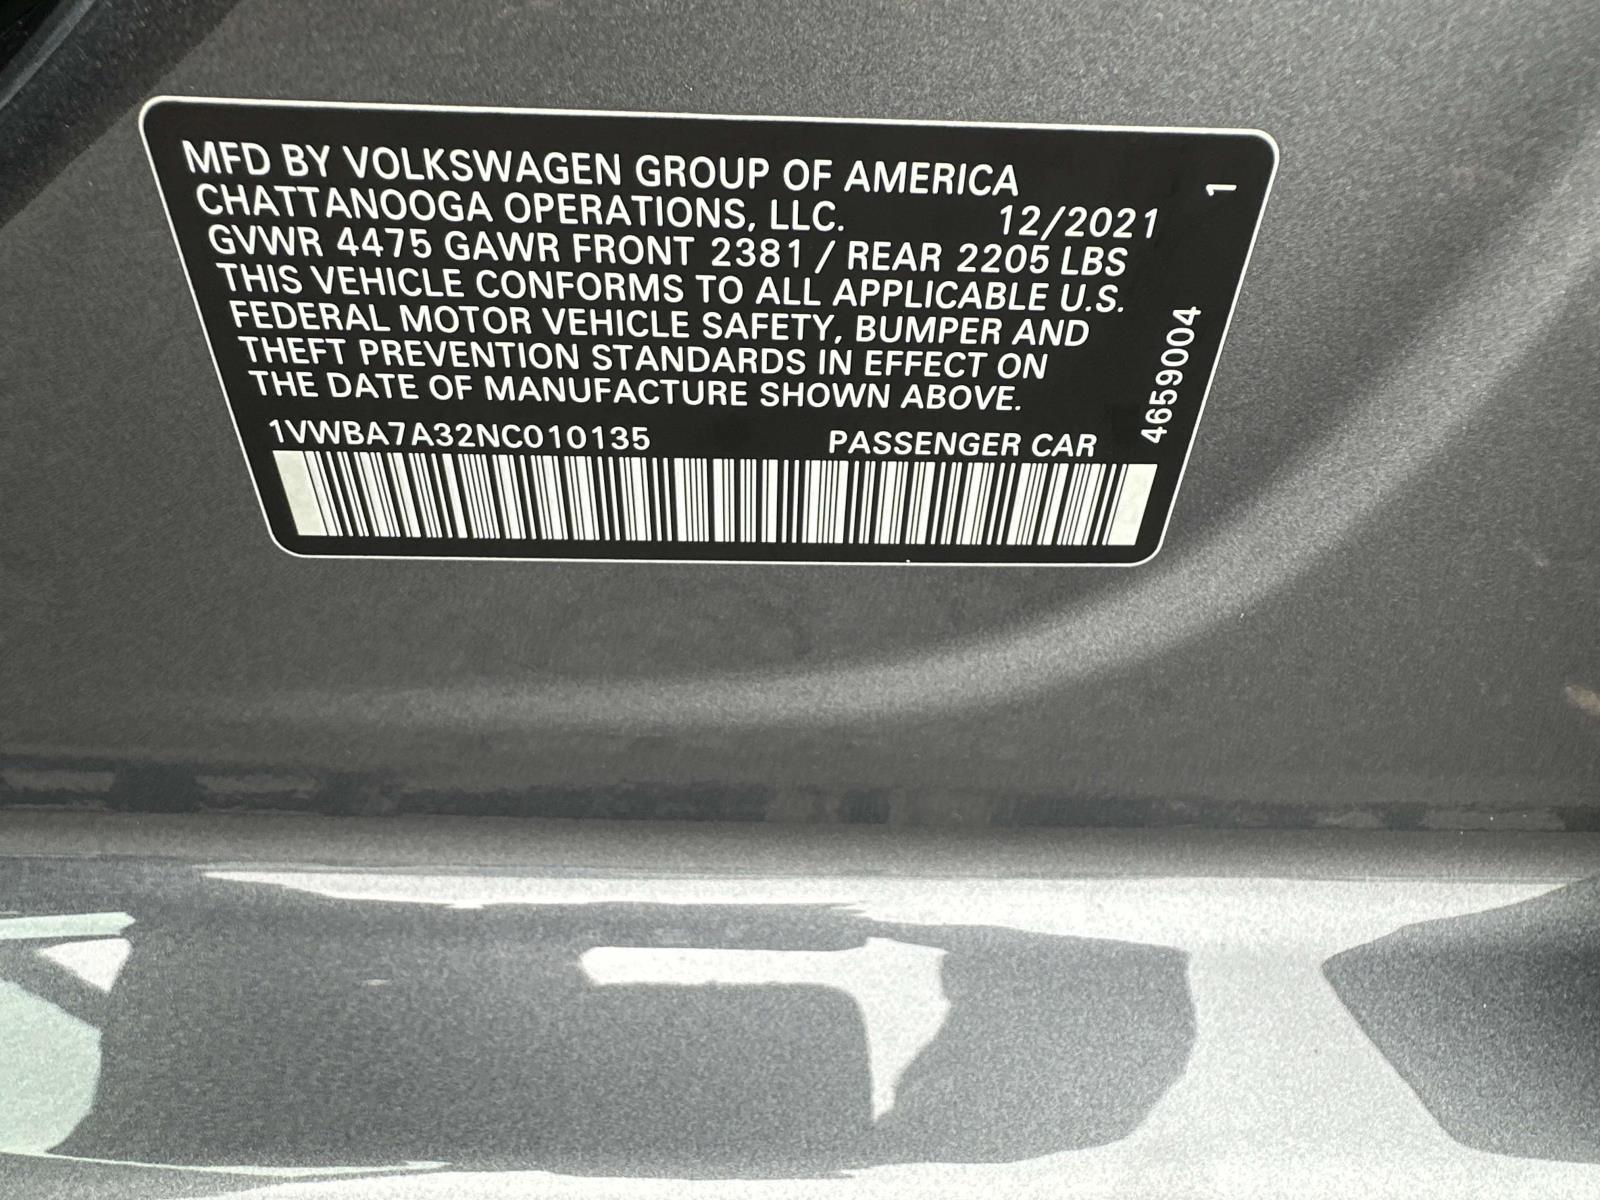 MFD BY VOLKSWAGEN GROUP OF AMERICA
CHATTANOOGA OPERATIONS, LLC. 12/2021
GVWR 4475 GAWR FRONT 2381 / REAR 2205 LBS
THIS VEHICLE CONFORMS TO ALL APPLICABLE U.S.
FEDERAL MOTOR VEHICLE SAFETY, BUMPER AND
THEFT PREVENTION STANDARDS IN EFFECT ON
THE DATE OF MANUFACTURE SHOWN ABOVE.
1VWBA7A32NC010135 PASSENGER CAR
4659004
1